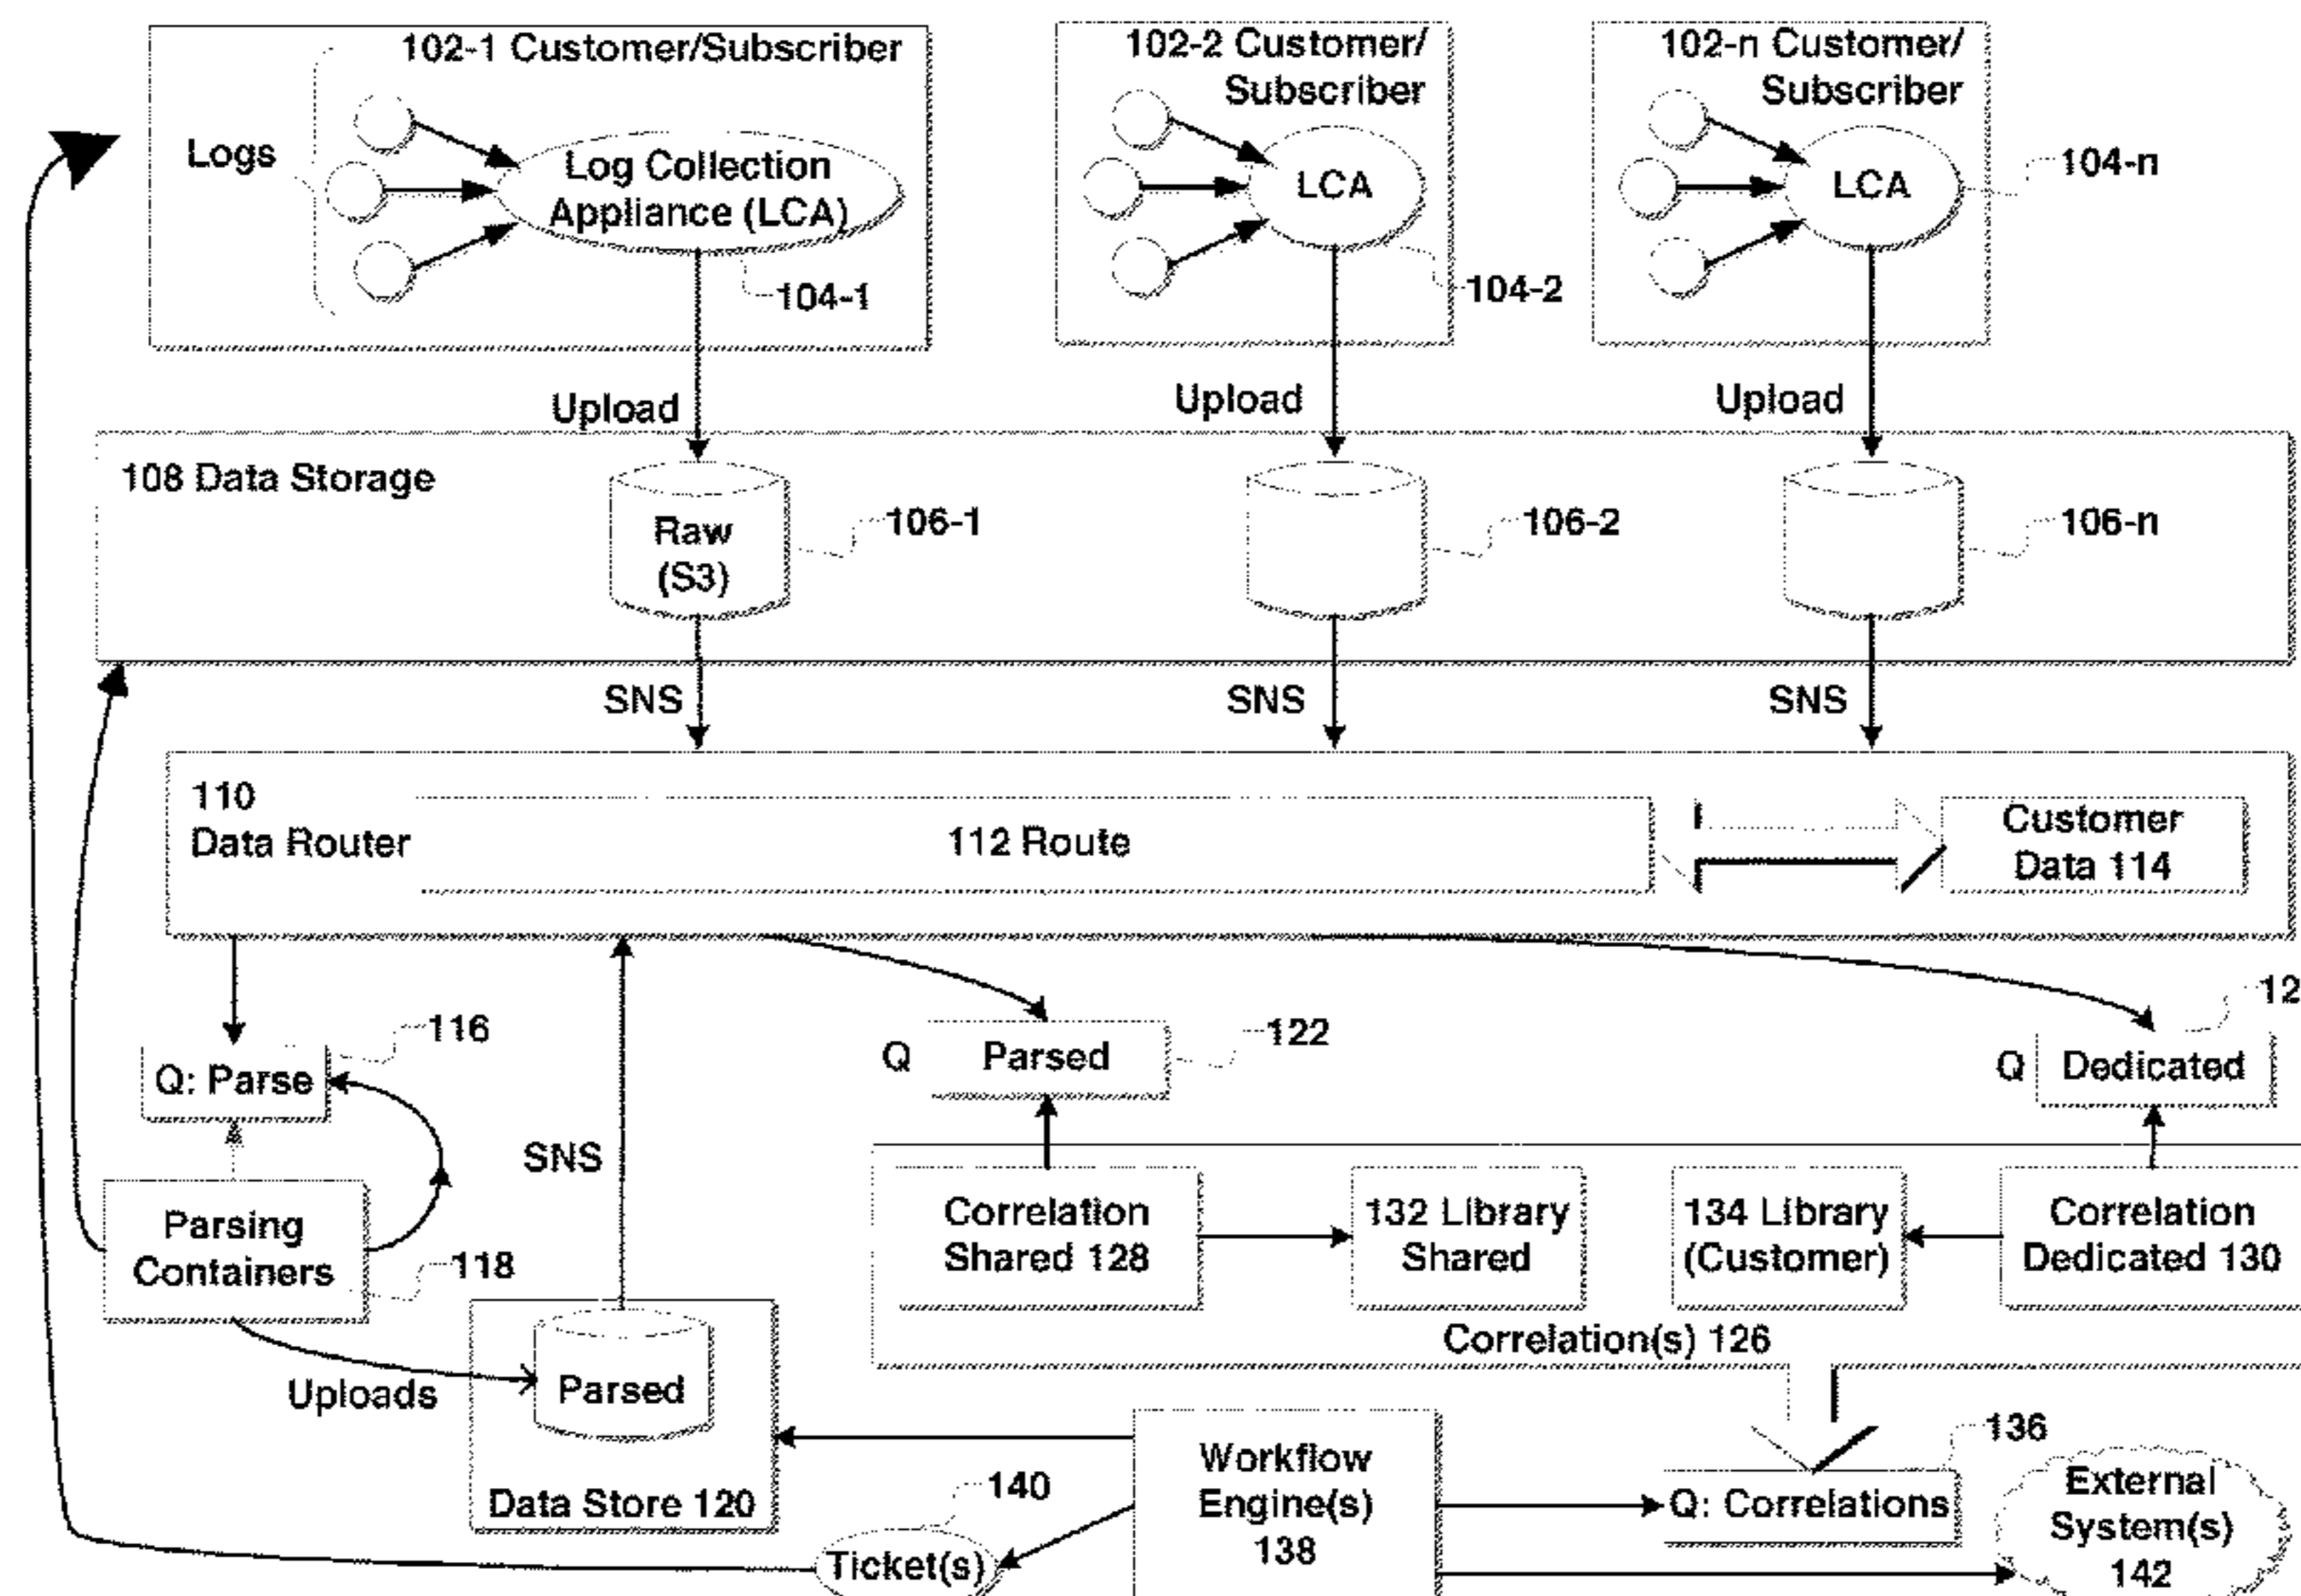 102-1 Customer/Subscriber
102-2 Customer/
Subscriber
102-n Customer/
Subscriber
Logs
Log Collection
Appliance (LCA)
LCA
LCA
104-n
104-1
104-2
Upload
Upload
Upload
108 Data Storage
Raw
(S3)
106-1
106-2
106-n
SNS
SNS
SNS
110
Data Router
112 Route
Customer
Data 114
116
Q: Parse
Q
Parsed
122
12
Q
Dedicated
SNS
Parsing
Containers
118
Correlation
Shared 128
132 Library
Shared
134 Library
(Customer)
Correlation
Dedicated 130
Correlation(s) 126
Uploads
Parsed
Data Store 120
140
Ticket(s)
Workflow
Engine(s)
138
136
Q: Correlations
External
System(s)
142